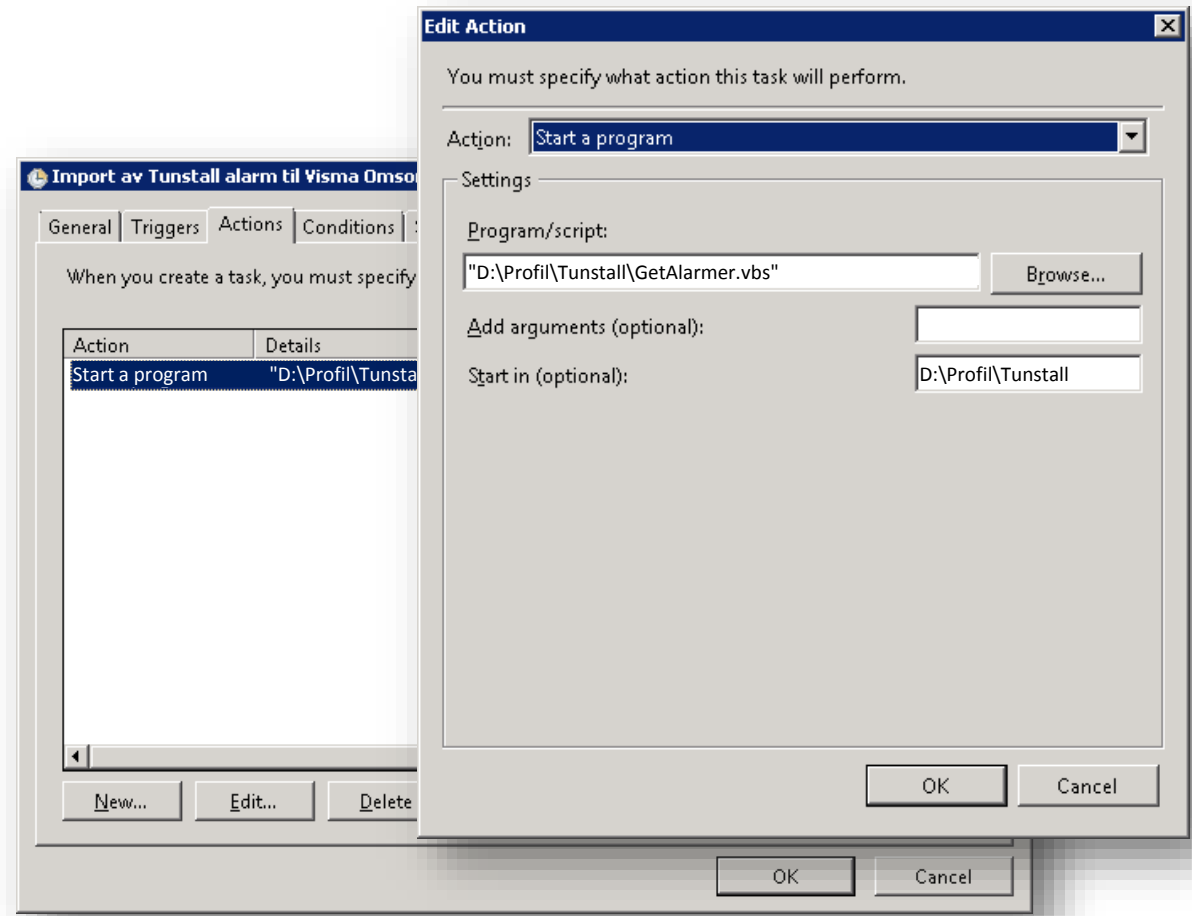 Edit Action
You must specify what action this task will perform.
Action: Start a program
Settings
Program/script:
"D:\Profil\Tunstall\GetAlarmer.vbs" Browse...
Add arguments (optional):
Start in (optional): D:\Profil\Tunstall
OK Cancel
Import av Tunstall alarm til Visma Omso
General Triggers Actions Conditions
When you create a task, you must specify
Action Details
Start a program "D:\Profil\Tunsta
New... Edit... Delete
OK Cancel